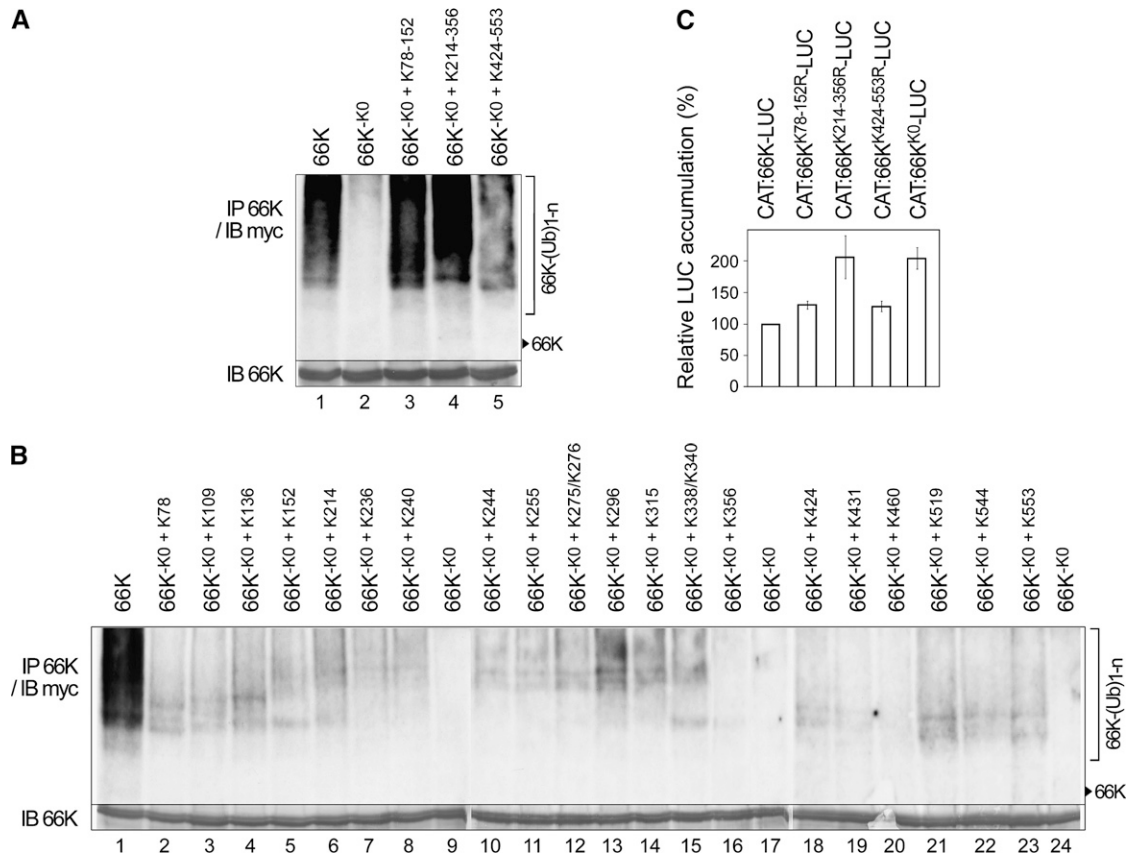 A
66K
66K-K0
66K-K0 + K78-152
66K-K0 + K214-356
66K-K0 + K424-553
IP 66K
/ IB myc
66K-(Ub)1-n
66K
IB 66K
1 2 3 4 5
C
CAT:66K-LUC
CAT:66KK78-152R-LUC
CAT:66KK214-356R-LUC
CAT:66KK424-553R-LUC
CAT:66KK0-LUC
Relative LUC accumulation (%)
200
150
100
50
0
B
66K
66K-K0 + K78
66K-K0 + K109
66K-K0 + K136
66K-K0 + K152
66K-K0 + K214
66K-K0 + K236
66K-K0 + K240
66K-K0
66K-K0 + K244
66K-K0 + K255
66K-K0 + K275/K276
66K-K0 + K296
66K-K0 + K315
66K-K0 + K338/K340
66K-K0 + K356
66K-K0
66K-K0 + K424
66K-K0 + K431
66K-K0 + K460
66K-K0 + K519
66K-K0 + K544
66K-K0 + K553
66K-K0
IP 66K
/ IB myc
66K-(Ub)1-n
66K
IB 66K
1 2 3 4 5 6 7 8 9 10 11 12 13 14 15 16 17 18 19 20 21 22 23 24